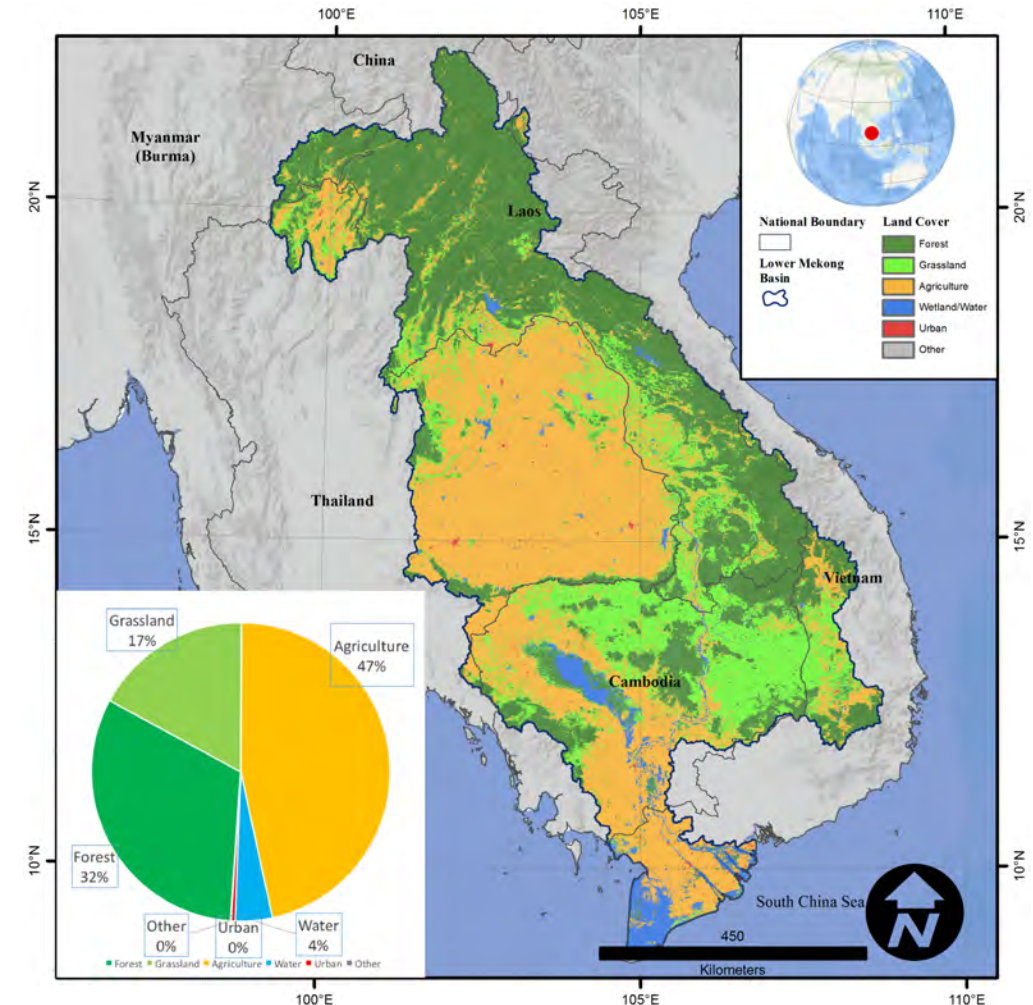 100°E
105°E
110°E
China
Myanmar
(Burma)
20°N
20°N
Laos
National Boundary
Lower Mekong
Basin
Land Cover
Forest
Grassland
Agriculture
Wetland/Water
Urban
Other
Thailand
15°N
15°N
Vietnam
Cambodia
Grassland
17%
Agriculture
47%
Forest
32%
Other
0%
Urban
0%
Water
4%
Forest Grassland Agriculture Water Urban Other
10°N
10°N
South China Sea
N
450
Kilometers
100°E
105°E
110°E